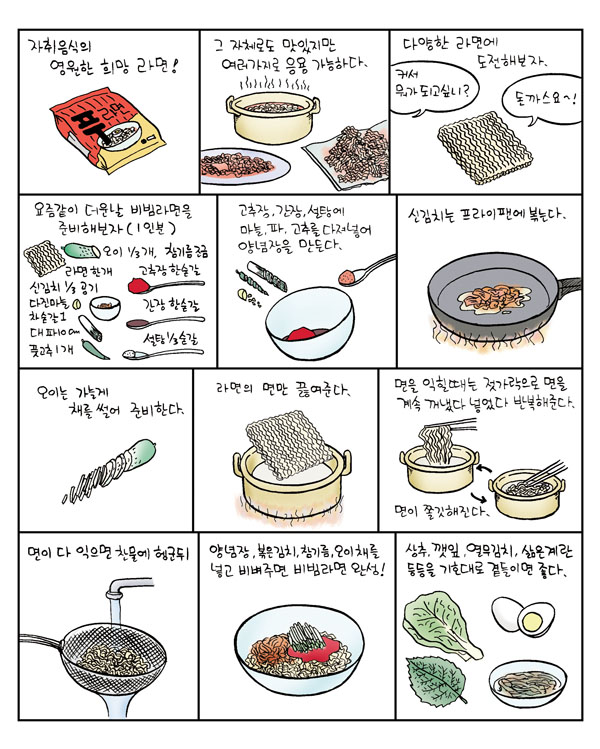 자취음식의
영원한 희망 라면!
푸
라면
그 자체로도 맛있지만
여러가지로 응용 가능하다.
다양한 라면에
도전해보자.
커서
뭐가 되고싶니?
돈까스요~!
요즘같이 더운날 비빔라면을
준비해보자 (1인분)
오이 1/3개, 참기름 조금
라면 한개
고추장 한숟갈
신김치 1/3 공기
다진마늘
차숟갈 1
간장 한숟갈
대파 10cm
풋고추 1개
설탕 1/3숟갈
고추장, 간장, 설탕에
마늘, 파, 고추를 다져넣어
양념장을 만든다.
신김치는 프라이팬에 볶는다.
오이는 가늘게
채를 썰어 준비한다.
라면의 면만 끓여준다.
면을 익힐때는 젓가락으로 면을
계속 꺼냈다 넣었다 반복해준다.
면이 쫄깃해진다.
면이 다 익으면 찬물에 헹군뒤
양념장, 볶은김치, 참기름, 오이채를
넣고 비벼주면 비빔라면 완성!
상추, 깻잎, 열무김치, 삶은계란
등등을 기호대로 곁들이면 좋다.